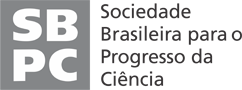 SB
PC
Sociedade
Brasileira para o
Progresso da
Ciência